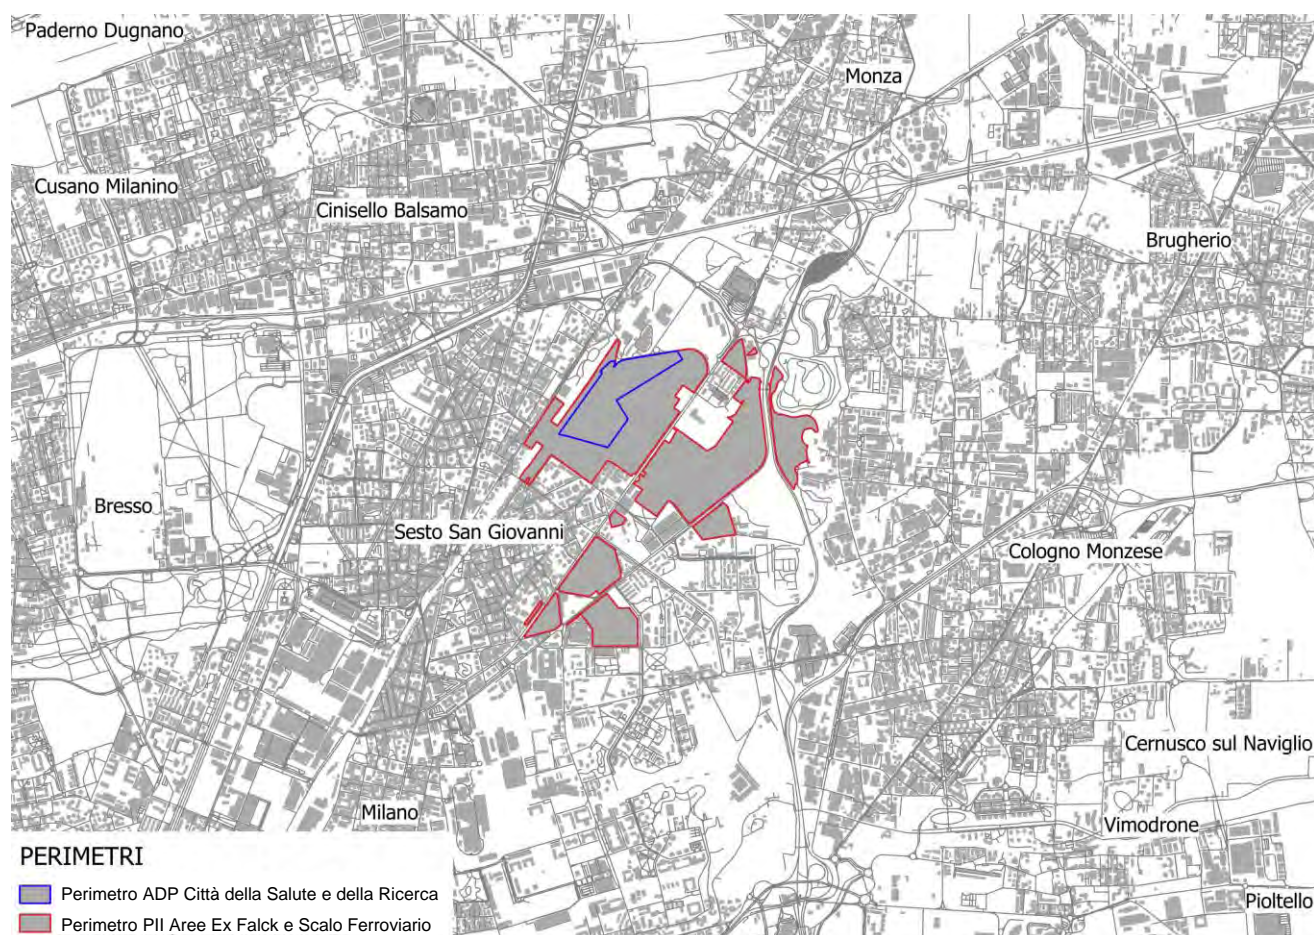 Paderno Dugnano
Monza
Cusano Milanino
Cinisello Balsamo
Brugherio
Bresso
Sesto San Giovanni
Cologno Monzese
Cernusco sul Naviglio
Milano
Vimodrone
PERIMETRI
Perimetro ADP Città della Salute e della Ricerca
Pioltello
Perimetro PII Aree Ex Falck e Scalo Ferroviario